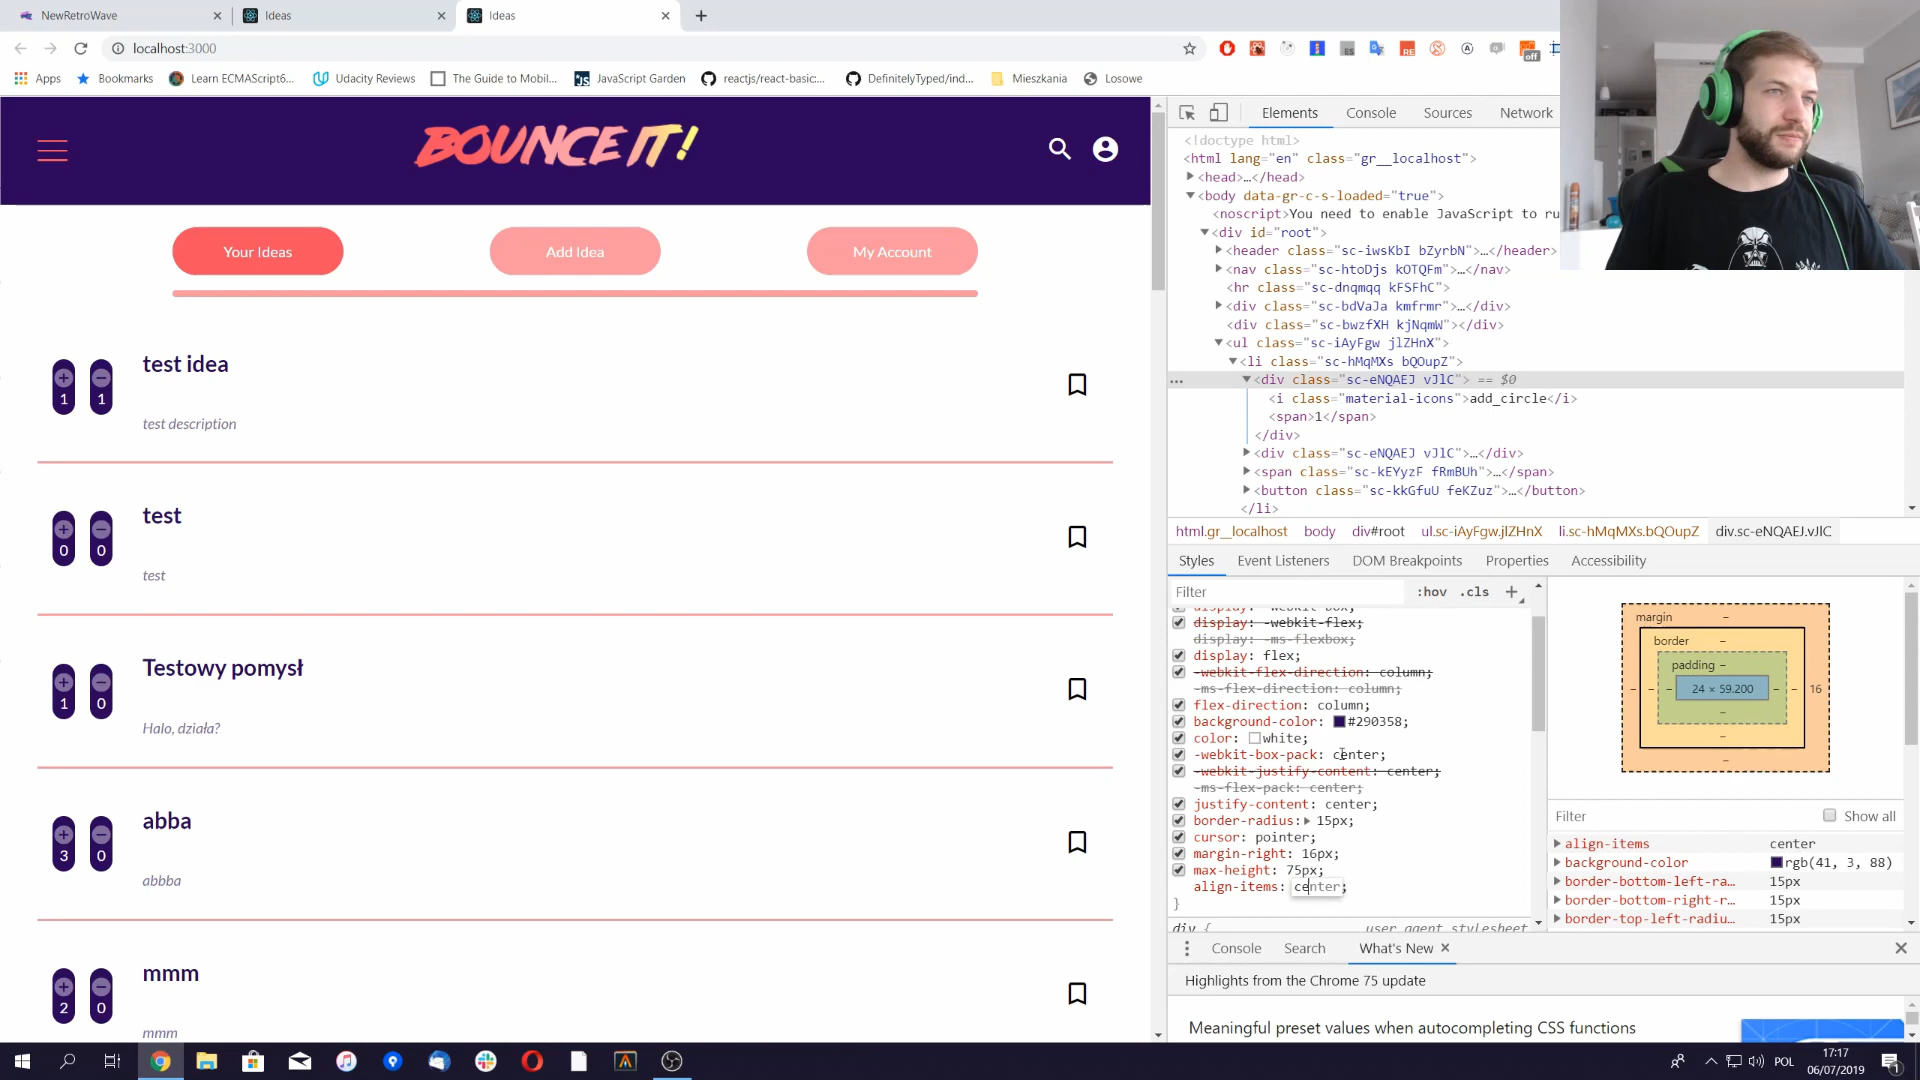 NewRetroWave
Ideas
Ideas
localhost:3000
Apps
Bookmarks
Learn ECMAScript6...
Udacity Reviews
The Guide to Mobil...
JavaScript Garden
reactjs/react-basic:...
DefinitelyTyped/ind...
Mieszkania
Losowe
off
BOUNCE IT!
Your Ideas
Add Idea
My Account
test idea
1 1
test description
test
0 0
test
Testowy pomysł
1 0
Halo, działa?
abba
3 0
abbba
mmm
2 0
mmm
Elements Console Sources Network
<!doctype html>
<html lang="en" class="gr__localhost">
<head>…</head>
<body data-gr-c-s-loaded="true">
<noscript>You need to enable JavaScript to ru
<div id="root">
<header class="sc-iwsKbI bZyrbN">…</header>
<nav class="sc-htoDjs kOTQFm">…</nav>
<hr class="sc-dnqmqq kFSFhC">
<div class="sc-bdVaJa kmfrmr">…</div>
<div class="sc-bwzfXH kjNqmW"></div>
<ul class="sc-iAyFgw jlZHnX">
<li class="sc-hMqMXs bQOupZ">
<div class="sc-eNQAEJ vJlC"> == $0
<i class="material-icons">add_circle</i>
<span>1</span>
</div>
<div class="sc-eNQAEJ vJlC">…</div>
<span class="sc-kEYyzF fRmBUh">…</span>
<button class="sc-kkGfuU feKZuz">…</button>
</li>
html.gr__localhost body div#root ul.sc-iAyFgw.jlZHnX li.sc-hMqMXs.bQOupZ div.sc-eNQAEJ.vJlC
Styles Event Listeners DOM Breakpoints Properties Accessibility
Filter :hov .cls +
display: -webkit-box;
display: -webkit-flex;
display: -ms-flexbox;
display: flex;
-webkit-flex-direction: column;
-ms-flex-direction: column;
flex-direction: column;
background-color: #290358;
color: white;
-webkit-box-pack: center;
-webkit-justify-content: center;
-ms-flex-pack: center;
justify-content: center;
border-radius: 15px;
cursor: pointer;
margin-right: 16px;
max-height: 75px;
align-items: center;
}
div { user agent stylesheet
margin –
border –
padding –
24 × 59.200
16
Filter Show all
align-items center
background-color rgb(41, 3, 88)
border-bottom-left-ra… 15px
border-bottom-right-r… 15px
border-top-left-radiu… 15px
Console Search What's New
Highlights from the Chrome 75 update
Meaningful preset values when autocompleting CSS functions
POL
17:17
06/07/2019
1